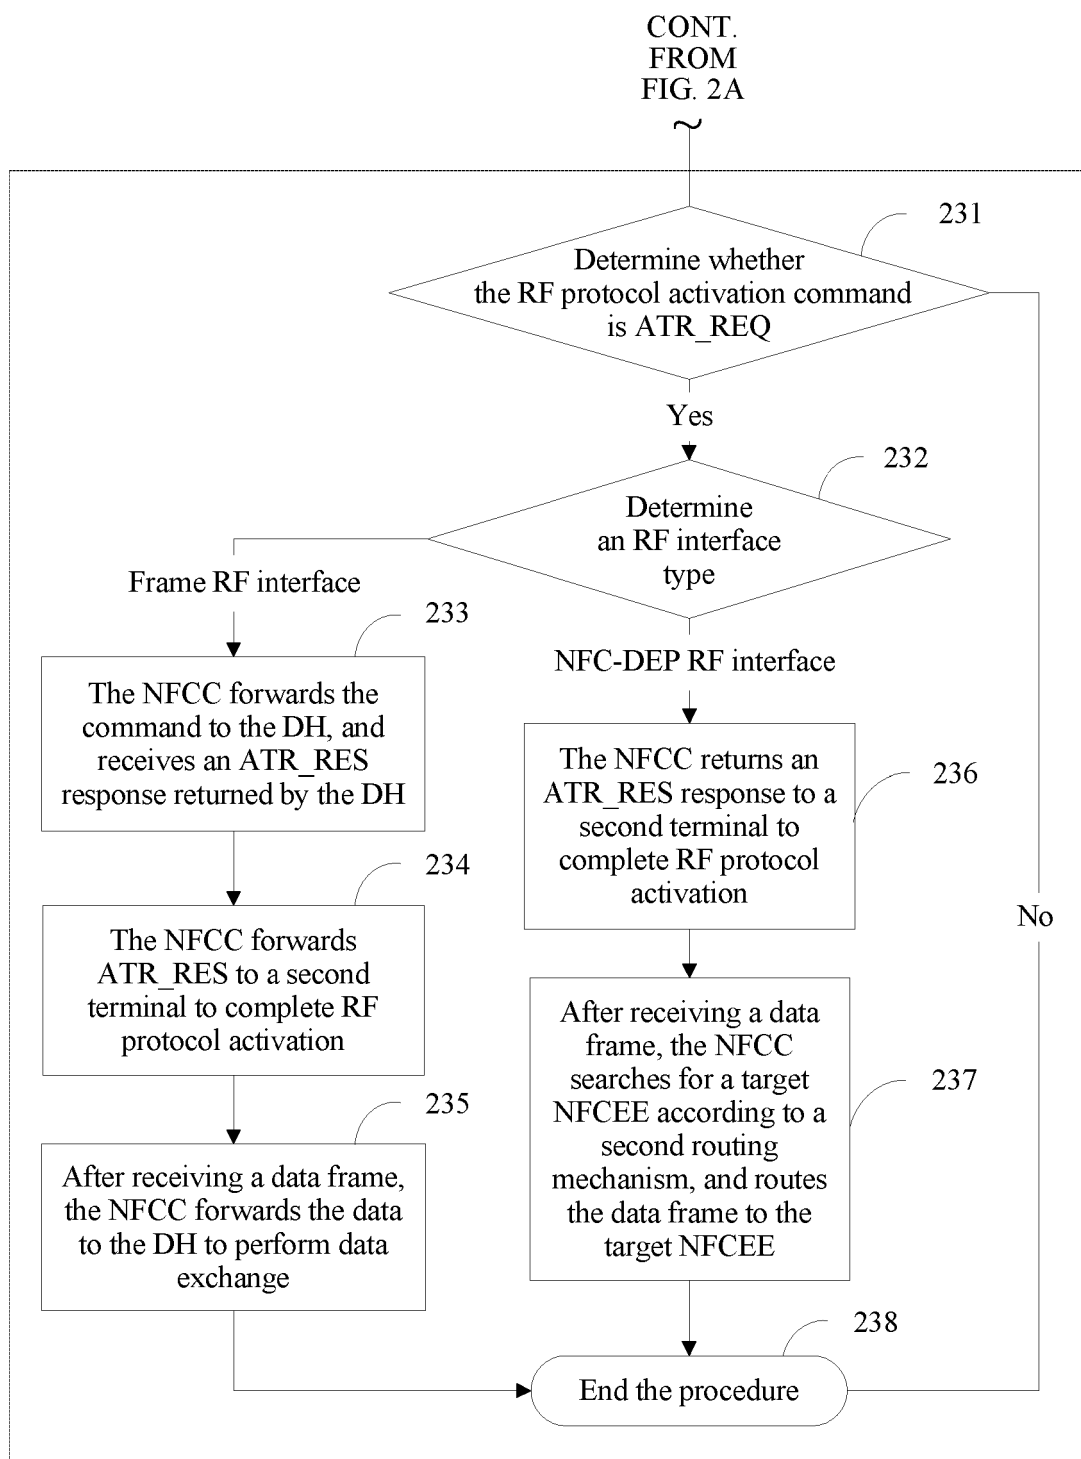 CONT.
FROM
FIG. 2A
231
Determine whether
the RF protocol activation command
is ATR_REQ
Yes
232
Determine
an RF interface
type
Frame RF interface
NFC-DEP RF interface
233
The NFCC forwards the
command to the DH, and
receives an ATR_RES
response returned by the DH
234
The NFCC forwards
ATR_RES to a second
terminal to complete RF
protocol activation
235
After receiving a data frame,
the NFCC forwards the data
to the DH to perform data
exchange
236
The NFCC returns an
ATR_RES response to a
second terminal to
complete RF protocol
activation
237
After receiving a data
frame, the NFCC
searches for a target
NFCEE according to a
second routing
mechanism, and routes
the data frame to the
target NFCEE
No
238
End the procedure